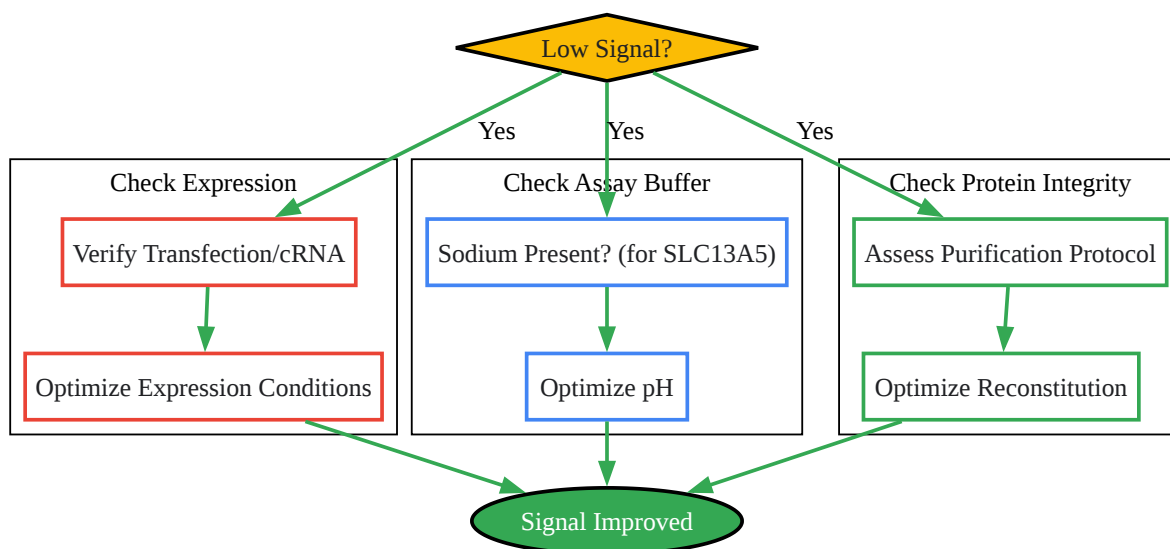 Low Signal?
Yes
Yes
Yes
Check Expression
Check Assay Buffer
Check Protein Integrity
Verify Transfection/cRNA
Sodium Present? (for SLC13A5)
Assess Purification Protocol
Optimize Expression Conditions
Optimize pH
Optimize Reconstitution
Signal Improved